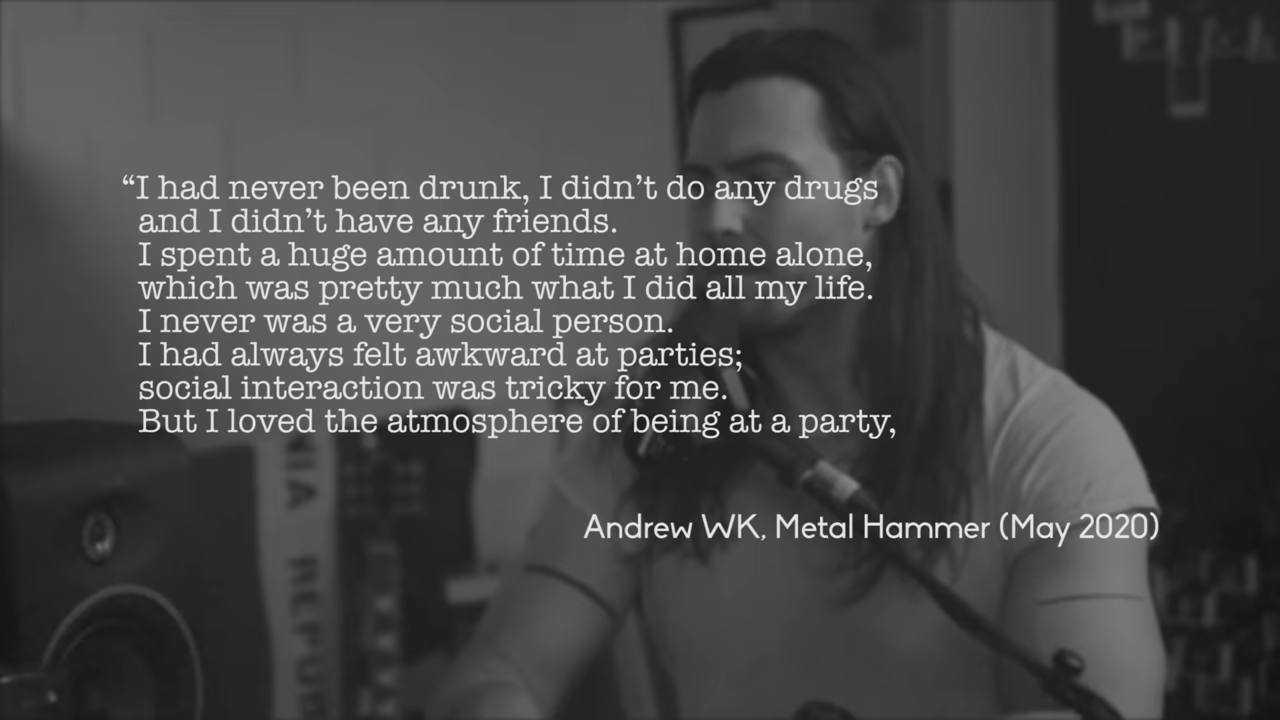 “I had never been drunk, I didn’t do any drugs
and I didn’t have any friends.
I spent a huge amount of time at home alone,
which was pretty much what I did all my life.
I never was a very social person.
I had always felt awkward at parties;
social interaction was tricky for me.
But I loved the atmosphere of being at a party,
Andrew WK, Metal Hammer (May 2020)